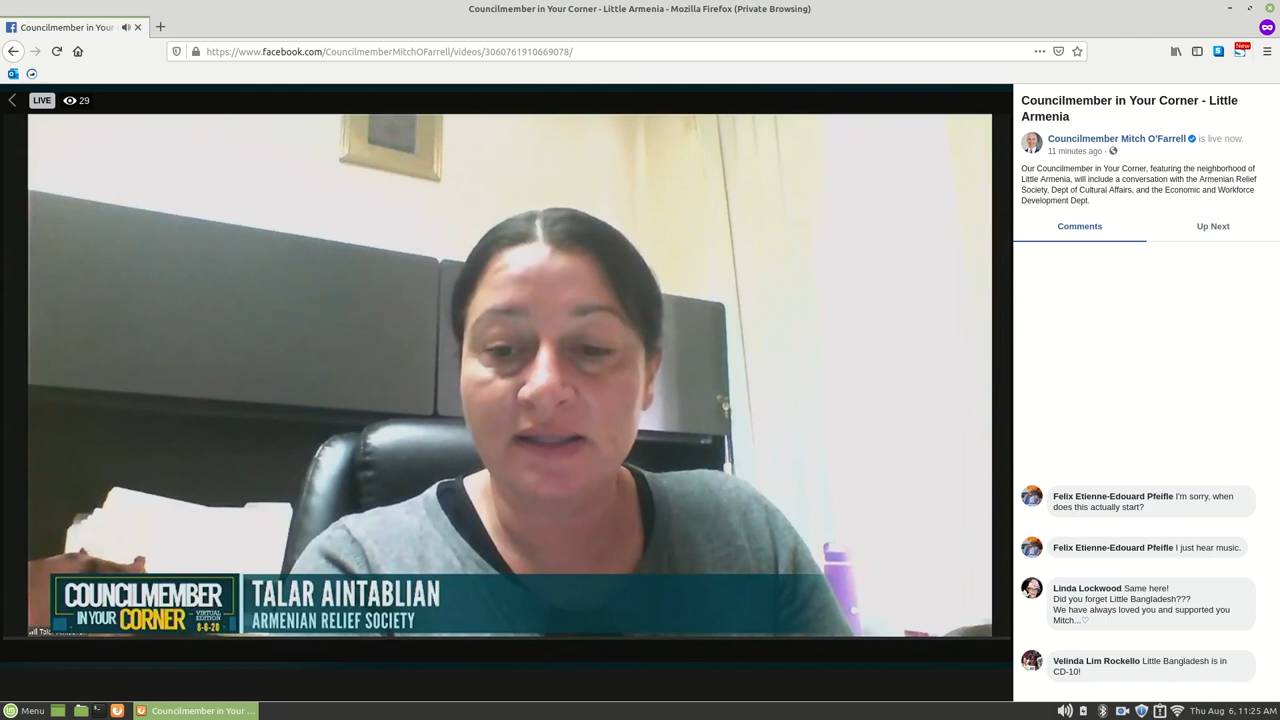 Councilmember in Your Corner - Little Armenia - Mozilla Firefox (Private Browsing)
Councilmember in Your
https://www.facebook.com/CouncilmemberMitchOFarrell/videos/3060761910669078/
New
LIVE
29
Councilmember in Your Corner - Little
Armenia
Councilmember Mitch O'Farrell is live now.
11 minutes ago ·
Our Councilmember in Your Corner, featuring the neighborhood of
Little Armenia, will include a conversation with the Armenian Relief
Society, Dept of Cultural Affairs, and the Economic and Workforce
Development Dept.
Comments
Up Next
Felix Etienne-Edouard Pfeifle I'm sorry, when
does this actually start?
Felix Etienne-Edouard Pfeifle I just hear music.
Linda Lockwood Same here!
Did you forget Little Bangladesh???
We have always loved you and supported you
Mitch...♡
Velinda Lim Rockello Little Bangladesh is in
CD-10!
COUNCILMEMBER
IN YOUR CORNER
VIRTUAL
EDITION
8-6-20
TALAR AINTABLIAN
ARMENIAN RELIEF SOCIETY
Menu
Councilmember in Your ...
Thu Aug 6, 11:25 AM